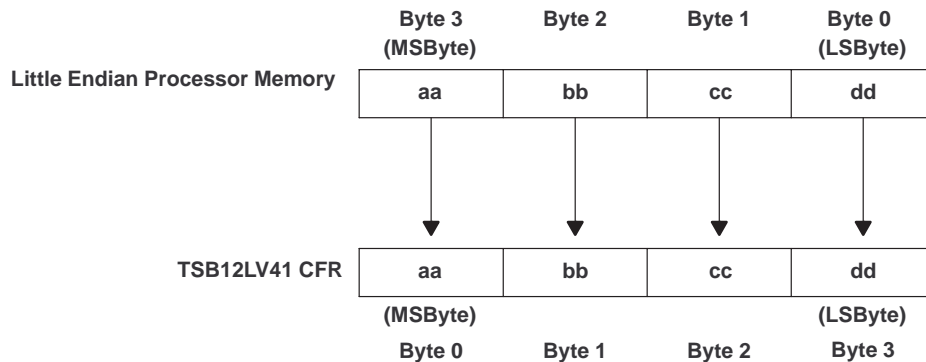 Byte 3 Byte 2 Byte 1 Byte 0
(MSByte) (LSByte)
Little Endian Processor Memory
aa bb cc dd
TSB12LV41 CFR aa bb cc dd
(MSByte) (LSByte)
Byte 0 Byte 1 Byte 2 Byte 3